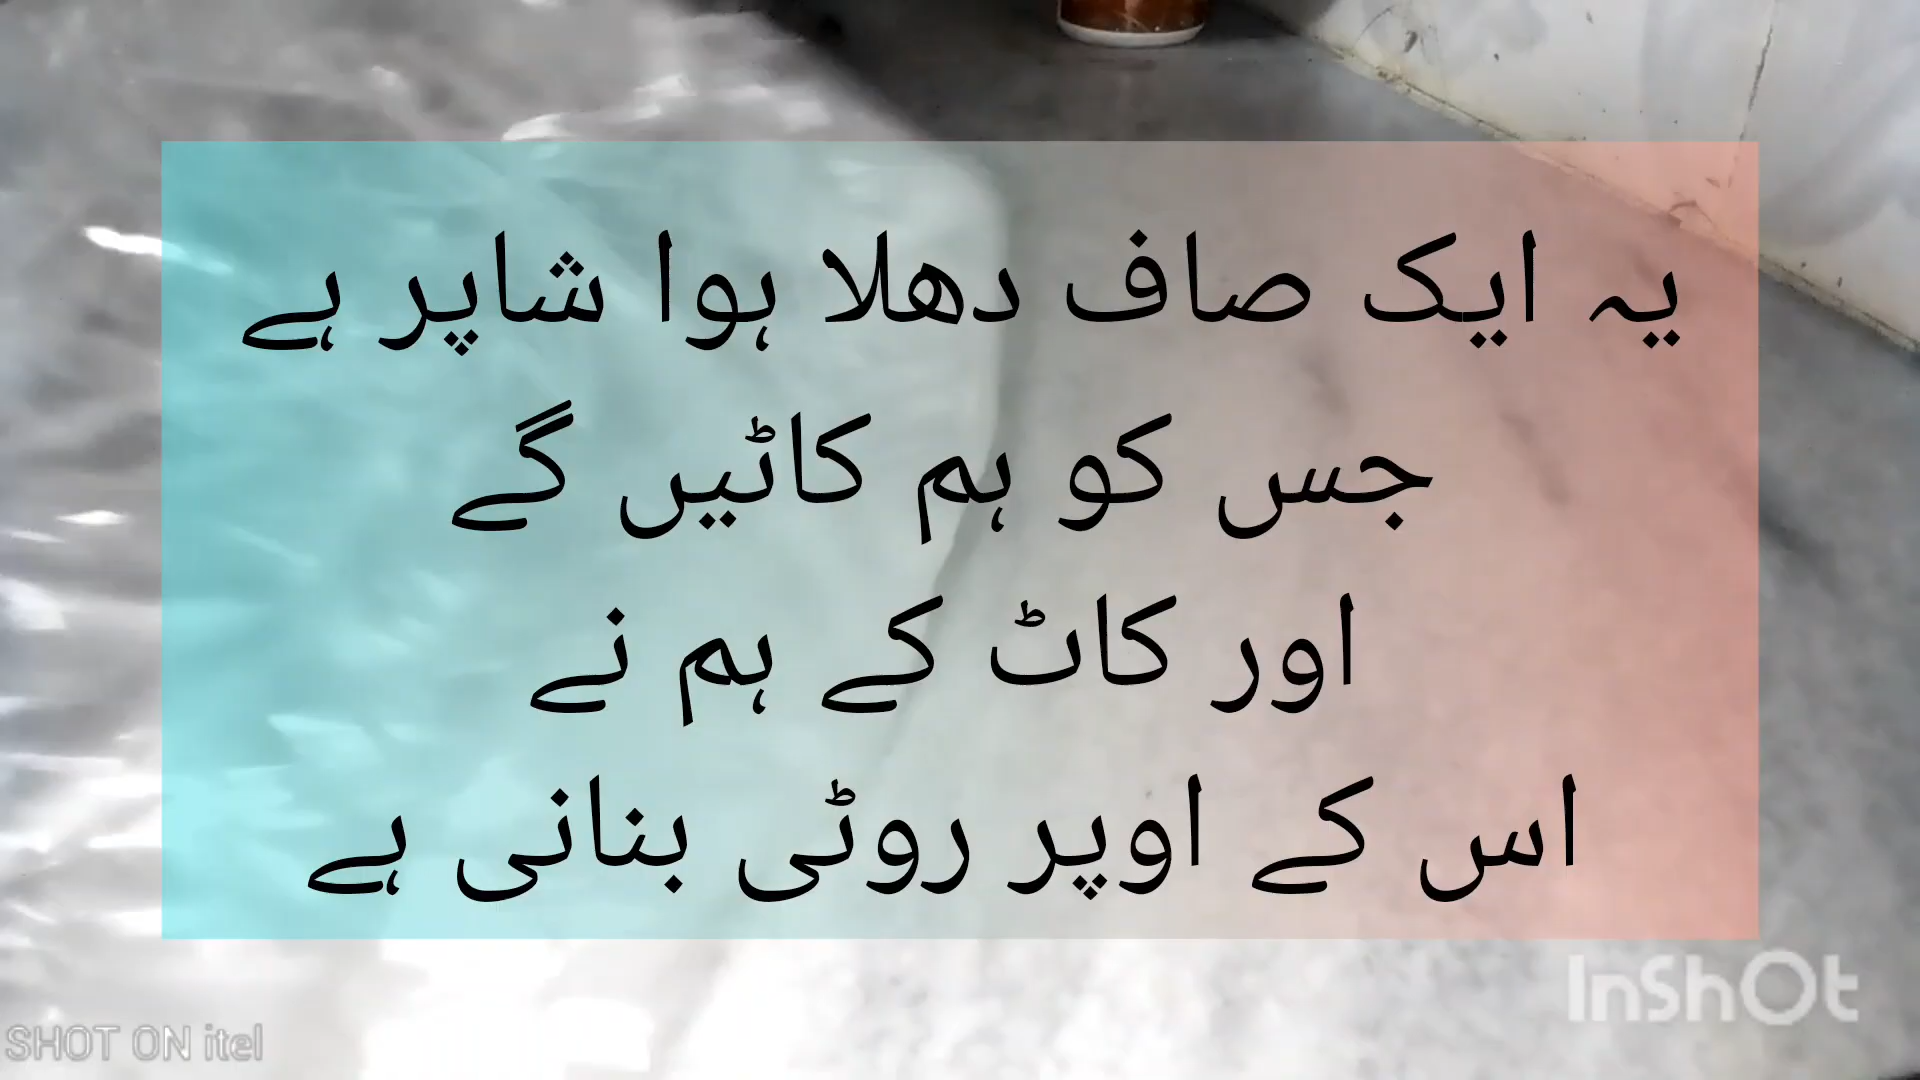 یہ ایک صاف دھلا ہوا شاپر ہے
جس کو ہم کاٹیں گے
اور کاٹ کے ہم نے
اس کے اوپر روٹی بنانی ہے
InShOt
SHOT ON itel